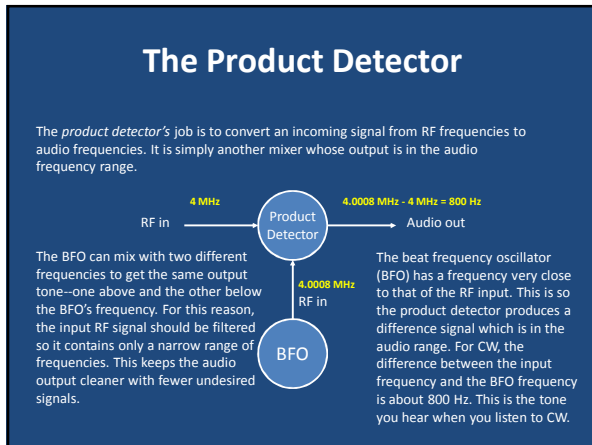 The Product Detector
The product detector's job is to convert an incoming signal from RF frequencies to
audio frequencies. It is simply another mixer whose output is in the audio
frequency range.
4 MHz
RF in
Product
Detector
4.0008 MHz - 4 MHz = 800 Hz
Audio out
4.0008 MHz
RF in
BFO
The BFO can mix with two different
frequencies to get the same output
tone--one above and the other below
the BFO's frequency. For this reason,
the input RF signal should be filtered
so it contains only a narrow range of
frequencies. This keeps the audio
output cleaner with fewer undesired
signals.
The beat frequency oscillator
(BFO) has a frequency very close
to that of the RF input. This is so
the product detector produces a
difference signal which is in the
audio range. For CW, the
difference between the input
frequency and the BFO frequency
is about 800 Hz. This is the tone
you hear when you listen to CW.